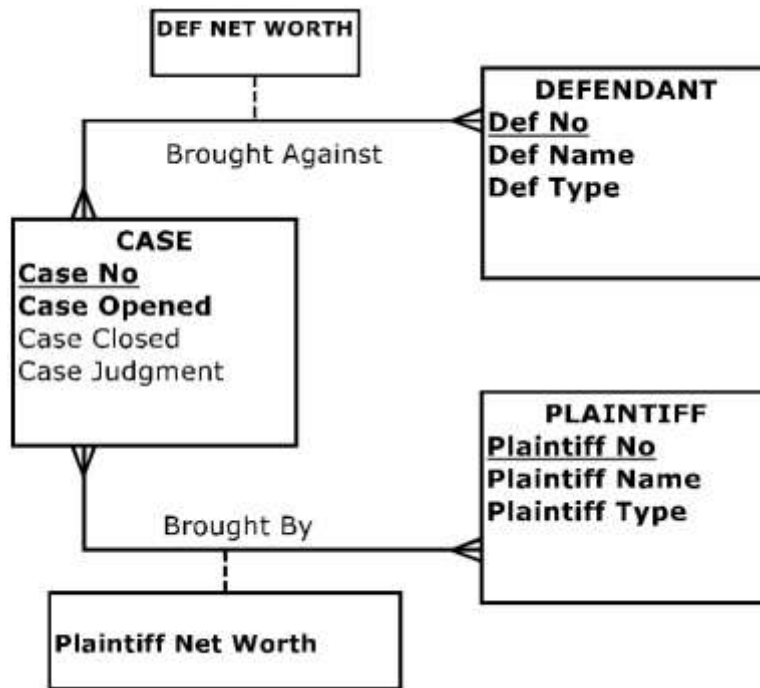 DEF NET WORTH
DEFENDANT
Def No
Def Name
Def Type
Brought Against
CASE
Case No
Case Opened
Case Closed
Case Judgment
PLAINTIFF
Plaintiff No
Plaintiff Name
Plaintiff Type
Brought By
Plaintiff Net Worth